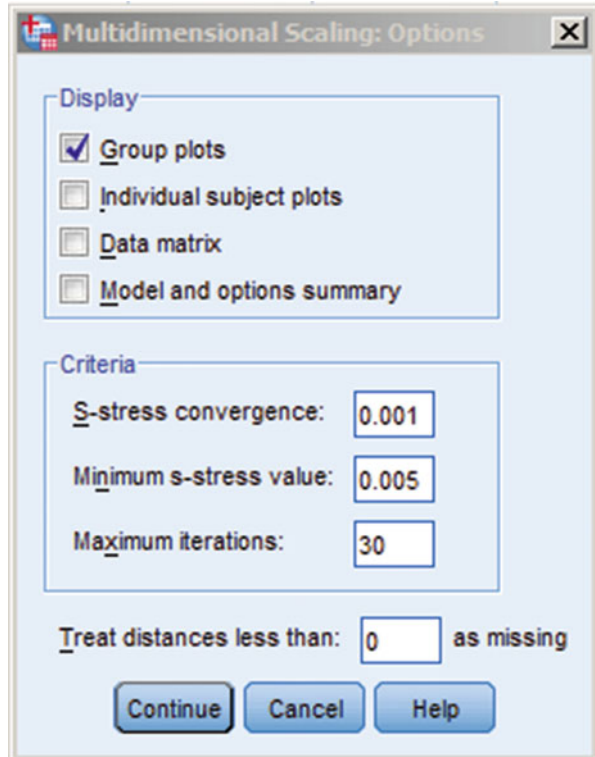 Multidimensional Scaling: Options
Display
Group plots
Individual subject plots
Data matrix
Model and options summary
Criteria
S-stress convergence: 0.001
Minimum s-stress value: 0.005
Maximum iterations: 30
Treat distances less than: 0 as missing
Continue Cancel Help